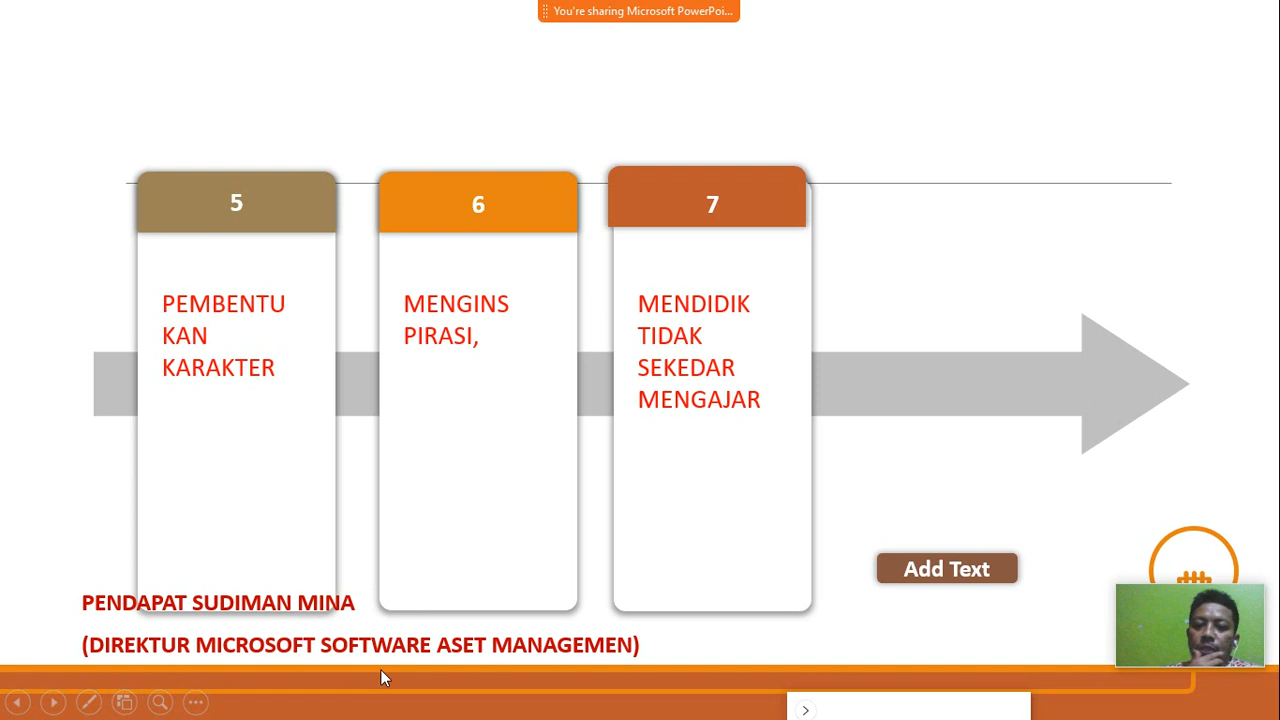 You're sharing Microsoft PowerPoi...
5
PEMBENTU
KAN
KARAKTER
6
MENGINS
PIRASI,
7
MENDIDIK
TIDAK
SEKEDAR
MENGAJAR
Add Text
PENDAPAT SUDIMAN MINA
(DIREKTUR MICROSOFT SOFTWARE ASET MANAGEMEN)